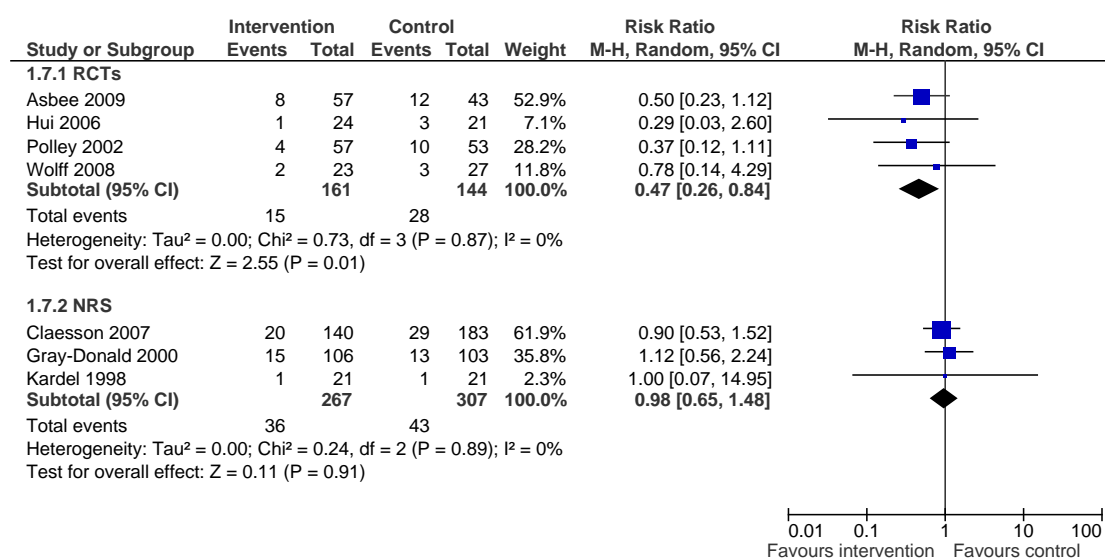 Intervention Control Risk Ratio Risk Ratio
Study or Subgroup Events Total Events Total Weight M-H, Random, 95% CI M-H, Random, 95% CI
1.7.1 RCTs
Asbee 2009 8 57 12 43 52.9% 0.50 [0.23, 1.12]
Hui 2006 1 24 3 21 7.1% 0.29 [0.03, 2.60]
Polley 2002 4 57 10 53 28.2% 0.37 [0.12, 1.11]
Wolff 2008 2 23 3 27 11.8% 0.78 [0.14, 4.29]
Subtotal (95% CI) 161 144 100.0% 0.47 [0.26, 0.84]
Total events 15 28
Heterogeneity: Tau² = 0.00; Chi² = 0.73, df = 3 (P = 0.87); I² = 0%
Test for overall effect: Z = 2.55 (P = 0.01)
1.7.2 NRS
Claesson 2007 20 140 29 183 61.9% 0.90 [0.53, 1.52]
Gray-Donald 2000 15 106 13 103 35.8% 1.12 [0.56, 2.24]
Kardel 1998 1 21 1 21 2.3% 1.00 [0.07, 14.95]
Subtotal (95% CI) 267 307 100.0% 0.98 [0.65, 1.48]
Total events 36 43
Heterogeneity: Tau² = 0.00; Chi² = 0.24, df = 2 (P = 0.89); I² = 0%
Test for overall effect: Z = 0.11 (P = 0.91)
0.01 0.1 1 10 100
Favours intervention Favours control